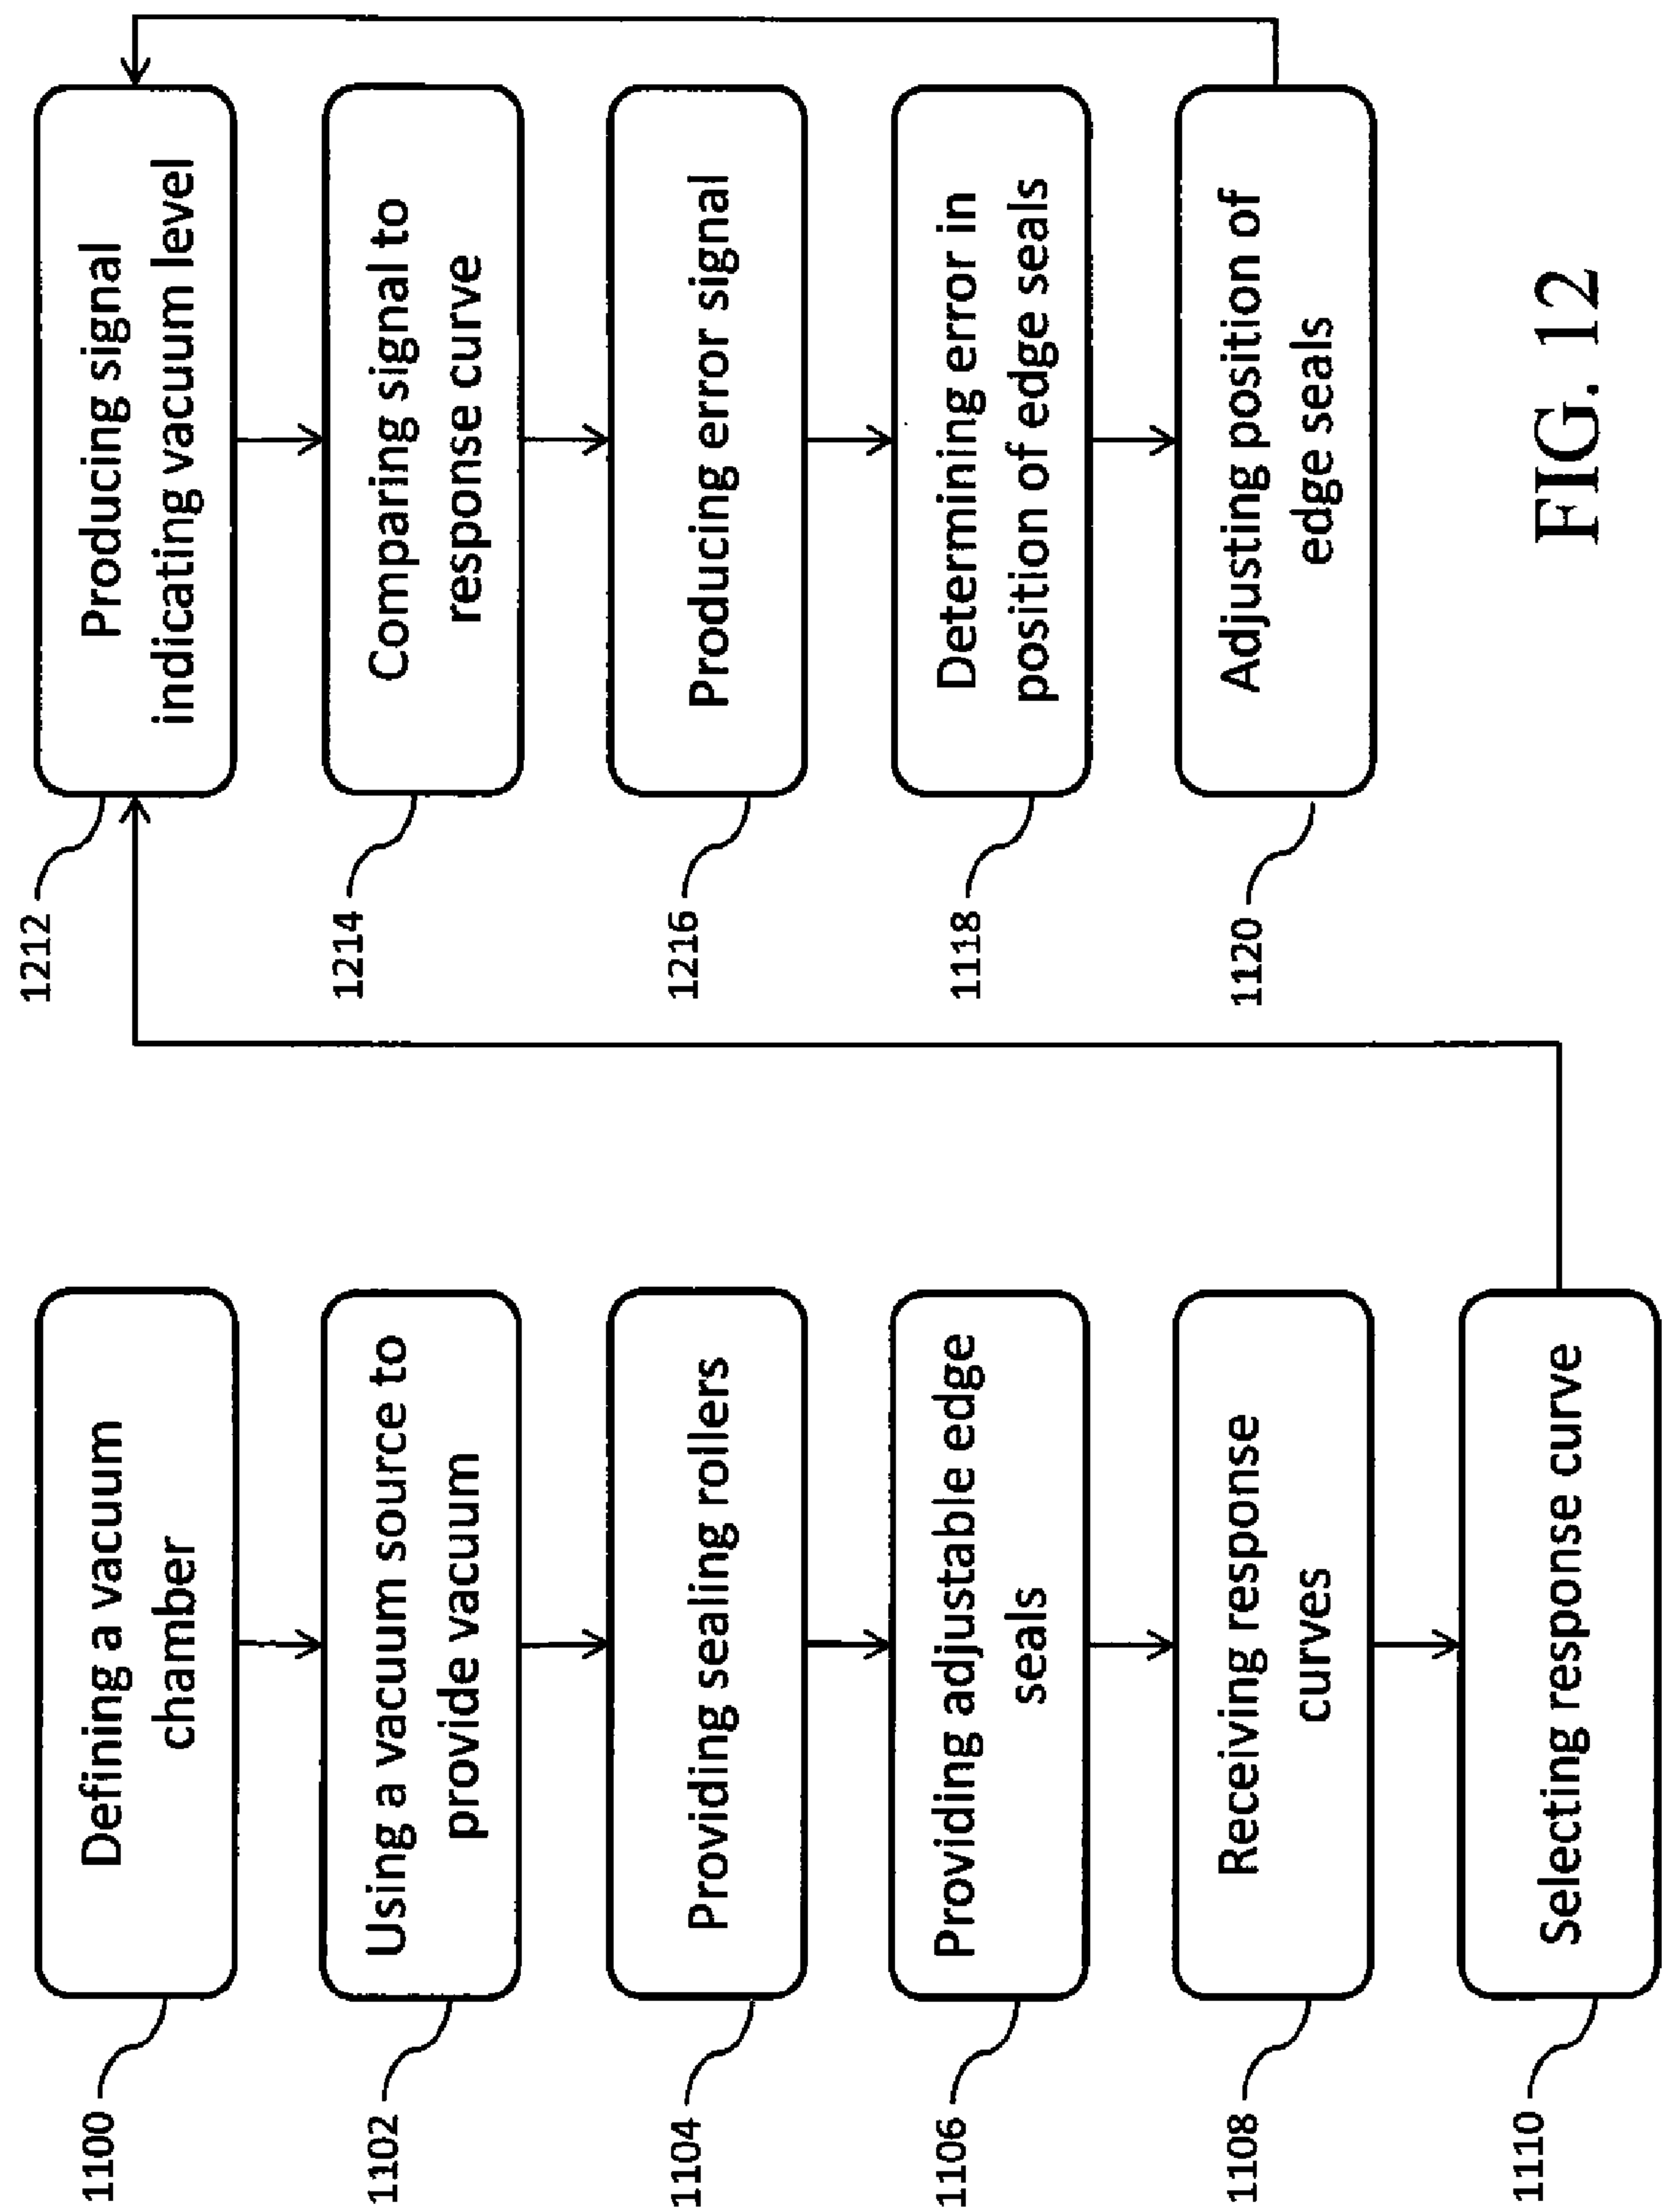 1100
Defining a vacuum
chamber
1102
Using a vacuum source to
provide vacuum
1104
Providing sealing rollers
1106
Providing adjustable edge
seals
1108
Receiving response
curves
1110
Selecting response curve
1212
Producing signal
indicating vacuum level
1214
Comparing signal to
response curve
1216
Producing error signal
1118
Determining error in
position of edge seals
1120
Adjusting position of
edge seals
FIG. 12